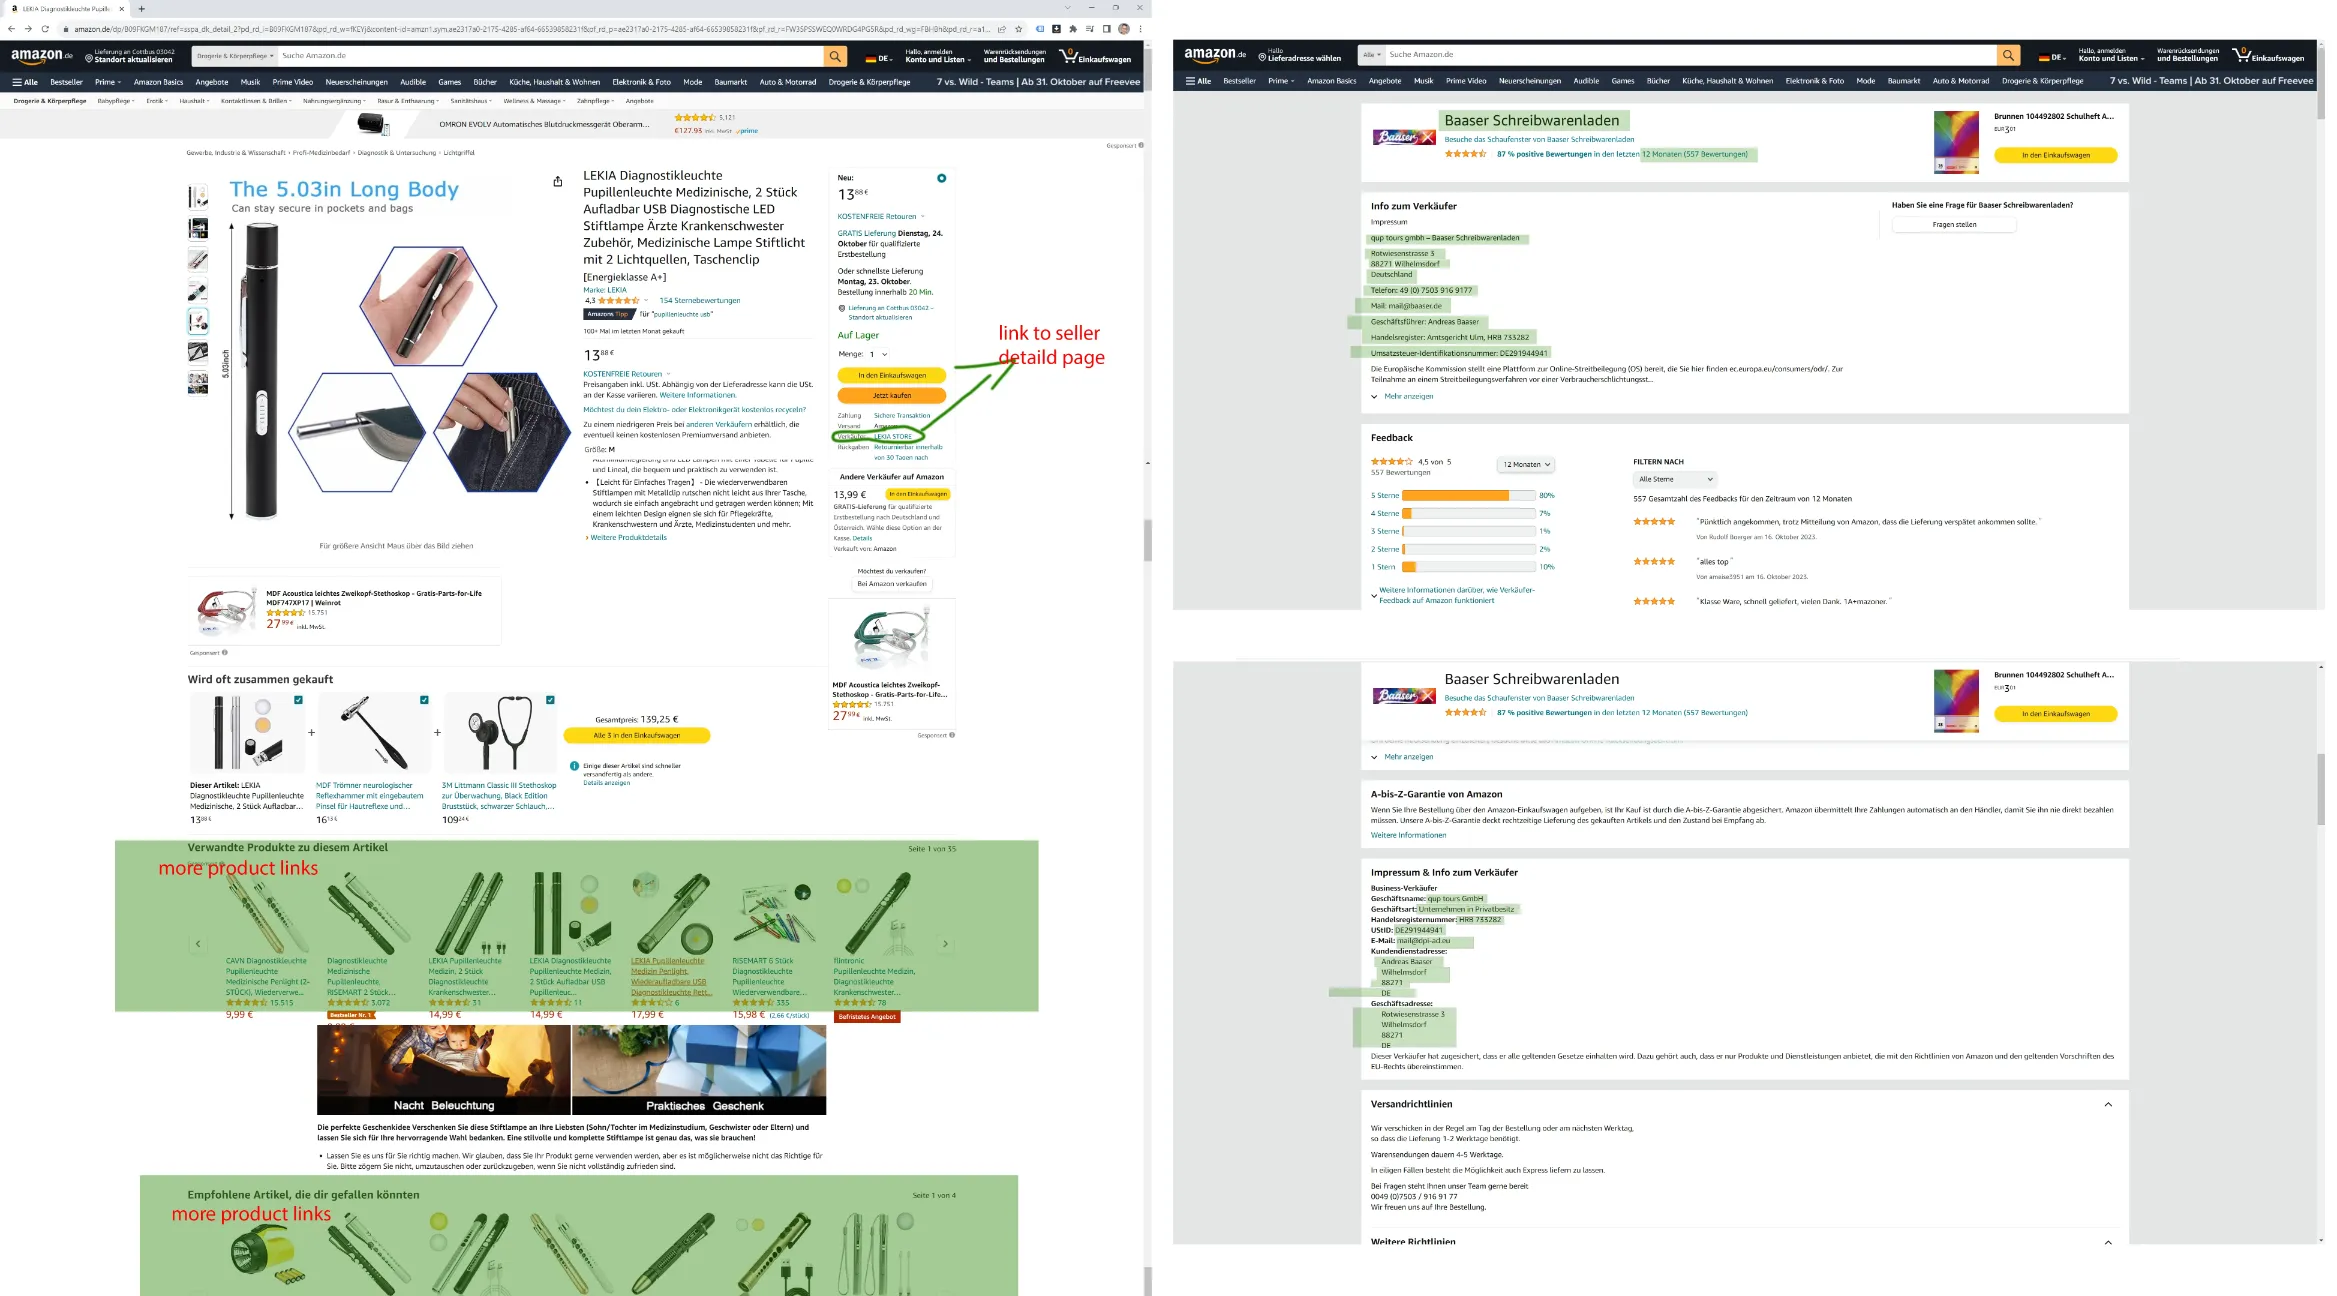 LEKIA Diagnostikleuchte Pupille
amazon.de
Lieferung an Cottbus 03042
Standort aktualisieren
Drogerie & Körperpflege
Suche Amazon.de
DE
Hallo, anmelden
Konto und Listen
Warenrücksendungen
und Bestellungen
0
Einkaufswagen
Alle Bestseller Prime Amazon Basics Angebote Musik Prime Video Neuerscheinungen Audible Games Bücher Küche, Haushalt & Wohnen Elektronik & Foto Mode Baumarkt Auto & Motorrad Drogerie & Körperpflege
7 vs. Wild - Teams | Ab 31. Oktober auf Freevee
Drogerie & Körperpflege Babypflege Erotik Haushalt Kontaktlinsen & Brillen Nahrungsergänzung Rasur & Enthaarung Sanitätshaus Wellness & Massage Zahnpflege Angebote
OMRON EVOLV Automatisches Blutdruckmessgerät Oberarm...
5,121
€127.93 inkl. MwSt. prime
Gesponsert
Gewerbe, Industrie & Wissenschaft › Profi-Medizinbedarf › Diagnostik & Untersuchung › Lichtgriffel
The 5.03in Long Body
Can stay secure in pockets and bags
5.03inch
Für größere Ansicht Maus über das Bild ziehen
LEKIA Diagnostikleuchte
Pupillenleuchte Medizinische, 2 Stück
Aufladbar USB Diagnostische LED
Stiftlampe Ärzte Krankenschwester
Zubehör, Medizinische Lampe Stiftlicht
mit 2 Lichtquellen, Taschenclip
[Energieklasse A+]
Marke: LEKIA
4,3
154 Sternebewertungen
Amazons Tipp für "pupillenleuchte usb"
100+ Mal im letzten Monat gekauft
13 88 €
KOSTENFREIE Retouren
Preisangaben inkl. USt. Abhängig von der Lieferadresse kann die USt.
an der Kasse variieren. Weitere Informationen.
Möchtest du dein Elektro- oder Elektronikgerät kostenlos recyceln?
Zu einem niedrigeren Preis bei anderen Verkäufern erhältlich, die
eventuell keinen kostenlosen Premiumversand anbieten.
Größe: M
und Lineal, die bequem und praktisch zu verwenden ist.
• 【Leicht für Einfaches Tragen】 - Die wiederverwendbaren
Stiftlampen mit Metallclip rutschen nicht leicht aus Ihrer Tasche,
wodurch sie einfach angebracht und getragen werden können; Mit
einem leichten Design eignen sie sich für Pflegekräfte,
Krankenschwestern und Ärzte, Medizinstudenten und mehr.
› Weitere Produktdetails
Neu:
13 88 €
KOSTENFREIE Retouren
GRATIS Lieferung Dienstag, 24.
Oktober für qualifizierte
Erstbestellung
Oder schnellste Lieferung
Montag, 23. Oktober.
Bestellung innerhalb 20 Min.
Lieferung an Cottbus 03042 –
Standort aktualisieren
Auf Lager
Menge: 1
In den Einkaufswagen
Jetzt kaufen
Zahlung Sichere Transaktion
Versand Amazon
Verkäufer LEKIA STORE
Rückgaben Retournierbar innerhalb
von 30 Tagen nach
link to seller
detaild page
Andere Verkäufer auf Amazon
13,99 € In den Einkaufswagen
GRATIS-Lieferung für qualifizierte
Erstbestellung nach Deutschland und
Österreich. Wähle diese Option an der
Kasse. Details
Verkauft von: Amazon
Möchtest du verkaufen?
Bei Amazon verkaufen
MDF Acoustica leichtes Zweikopf-Stethoskop - Gratis-Parts-for-Life
MDF747XP17 | Weinrot
15.751
27 99 € inkl. MwSt.
Gesponsert
MDF Acoustica leichtes Zweikopf-
Stethoskop - Gratis-Parts-for-Life...
15.751
27 99 € inkl. MwSt.
Gesponsert
Wird oft zusammen gekauft
+
+
Gesamtpreis: 139,25 €
Alle 3 in den Einkaufswagen
Einige dieser Artikel sind schneller
versandfertig als andere.
Details anzeigen
Dieser Artikel: LEKIA
Diagnostikleuchte Pupillenleuchte
Medizinische, 2 Stück Aufladbar...
13 88 €
MDF Trömner neurologischer
Reflexhammer mit eingebautem
Pinsel für Hautreflexe und...
16 13 €
3M Littmann Classic III Stethoskop
zur Überwachung, Black Edition
Bruststück, schwarzer Schlauch,...
109 24 €
Verwandte Produkte zu diesem Artikel
Seite 1 von 35
more product links
CAVN Diagnostikleuchte
Pupillenleuchte
Medizinische Penlight (2-
STÜCK), Wiederverwe...
15.515
9,99 €
Diagnostikleuchte
Medizinische
Pupillenleuchte,
RISEMART 2 Stück...
3.072
Bestseller Nr. 1
LEKIA Pupillenleuchte
Medizin, 2 Stück
Diagnostikleuchte
Krankenschwester...
31
14,99 €
LEKIA Diagnostikleuchte
Pupillenleuchte Medizin,
2 Stück Aufladbar USB
Pupillenleuc...
11
14,99 €
LEKIA Pupillenleuchte
Medizin Penlight,
Wiederaufladbare USB
Diagnostikleuchte Rett...
6
17,99 €
RISEMART 6 Stück
Diagnostikleuchte
Pupillenleuchte
Wiederverwendbare...
335
15,98 € (2,66 €/stück)
flintronic
Pupillenleuchte Medizin,
Diagnostikleuchte
Krankenschwester...
78
Befristetes Angebot
Nacht Beleuchtung
Praktisches Geschenk
Die perfekte Geschenkidee Verschenken Sie diese Stiftlampe an Ihre Liebsten (Sohn/Tochter im Medizinstudium, Geschwister oder Eltern) und
lassen Sie sich für Ihre hervorragende Wahl bedanken. Eine stilvolle und komplette Stiftlampe ist genau das, was sie brauchen!
• Lassen Sie es uns für Sie richtig machen. Wir glauben, dass Sie Ihr Produkt gerne verwenden werden, aber es ist möglicherweise nicht das Richtige für
Sie. Bitte zögern Sie nicht, umzutauschen oder zurückzugeben, wenn Sie nicht vollständig zufrieden sind.
Empfohlene Artikel, die dir gefallen könnten
Seite 1 von 4
more product links
amazon.de
Hallo
Lieferadresse wählen
Alle
Suche Amazon.de
DE
Hallo, anmelden
Konto und Listen
Warenrücksendungen
und Bestellungen
0
Einkaufswagen
Alle Bestseller Prime Amazon Basics Angebote Musik Prime Video Neuerscheinungen Audible Games Bücher Küche, Haushalt & Wohnen Elektronik & Foto Mode Baumarkt Auto & Motorrad Drogerie & Körperpflege
7 vs. Wild - Teams | Ab 31. Oktober auf Freevee
Baaser
Baaser Schreibwarenladen
Besuche das Schaufenster von Baaser Schreibwarenladen
87 % positive Bewertungen in den letzten 12 Monaten (557 Bewertungen)
Brunnen 104492802 Schulheft A...
EUR 3 01
In den Einkaufswagen
Info zum Verkäufer
Impressum
qup tours gmbh – Baaser Schreibwarenladen
Rotwiesenstrasse 3
88271 Wilhelmsdorf
Deutschland
Telefon: 49 (0) 7503 916 9177
Mail: mail@baaser.de
Geschäftsführer: Andreas Baaser
Handelsregister: Amtsgericht Ulm, HRB 733282
Umsatzsteuer-Identifikationsnummer: DE291944941
Die Europäische Kommission stellt eine Plattform zur Online-Streitbeilegung (OS) bereit, die Sie hier finden ec.europa.eu/consumers/odr/. Zur
Teilnahme an einem Streitbeilegungsverfahren vor einer Verbraucherschlichtungsst...
Mehr anzeigen
Haben Sie eine Frage für Baaser Schreibwarenladen?
Fragen stellen
Feedback
4,5 von 5
557 Bewertungen
12 Monaten
5 Sterne 80%
4 Sterne 7%
3 Sterne 1%
2 Sterne 2%
1 Stern 10%
Weitere Informationen darüber, wie Verkäufer-
Feedback auf Amazon funktioniert
FILTERN NACH
Alle Sterne
557 Gesamtzahl des Feedbacks für den Zeitraum von 12 Monaten
"Pünktlich angekommen, trotz Mitteilung von Amazon, dass die Lieferung verspätet ankommen sollte. "
Von Rudolf Boerger am 16. Oktober 2023.
"alles top "
Von ameise3951 am 16. Oktober 2023.
"Klasse Ware, schnell geliefert, vielen Dank. 1A+mazoner. "
Baaser
Baaser Schreibwarenladen
Besuche das Schaufenster von Baaser Schreibwarenladen
87 % positive Bewertungen in den letzten 12 Monaten (557 Bewertungen)
Brunnen 104492802 Schulheft A...
EUR 3 01
In den Einkaufswagen
Mehr anzeigen
A-bis-Z-Garantie von Amazon
Wenn Sie Ihre Bestellung über den Amazon-Einkaufswagen aufgeben, ist Ihr Kauf ist durch die A-bis-Z-Garantie abgesichert. Amazon übermittelt Ihre Zahlungen automatisch an den Händler, damit Sie ihn nie direkt bezahlen
müssen. Unsere A-bis-Z-Garantie deckt rechtzeitige Lieferung des gekauften Artikels und den Zustand bei Empfang ab.
Weitere Informationen
Impressum & Info zum Verkäufer
Business-Verkäufer
Geschäftsname: qup tours GmbH
Geschäftsart: Unternehmen in Privatbesitz
Handelsregisternummer: HRB 733282
UStID: DE291944941
E-Mail: mail@dpi-ad.eu
Kundendienstadresse:
Andreas Baaser
Wilhelmsdorf
88271
DE
Geschäftsadresse:
Rotwiesenstrasse 3
Wilhelmsdorf
88271
DE
Dieser Verkäufer hat zugesichert, dass er alle geltenden Gesetze einhalten wird. Dazu gehört auch, dass er nur Produkte und Dienstleistungen anbietet, die mit den Richtlinien von Amazon und den geltenden Vorschriften des
EU-Rechts übereinstimmen.
Versandrichtlinien
Wir verschicken in der Regel am Tag der Bestellung oder am nächsten Werktag,
so dass die Lieferung 1-2 Werktage benötigt.
Warensendungen dauern 4-5 Werktage.
In eiligen Fällen besteht die Möglichkeit auch Express liefern zu lassen.
Bei Fragen steht Ihnen unser Team gerne bereit
0049 (0)7503 / 916 91 77
Wir freuen uns auf Ihre Bestellung.
Weitere Richtlinien